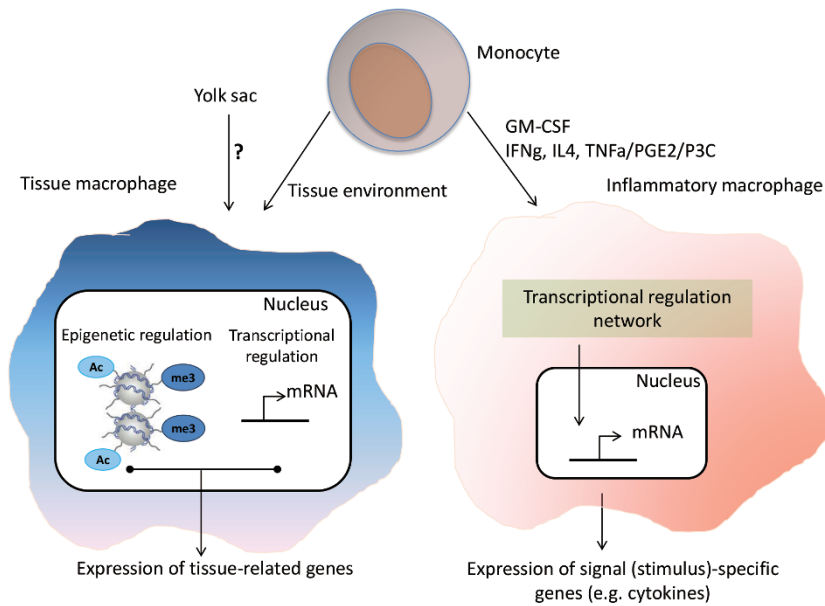 Monocyte
Yolk sac
?
GM-CSF
IFNg, IL4, TNFa/PGE2/P3C
Tissue macrophage
Tissue environment
Inflammatory macrophage
Nucleus
Epigenetic regulation
Transcriptional
regulation
Ac
me3
mRNA
me3
Ac
Expression of tissue-related genes
Transcriptional regulation
network
Nucleus
mRNA
Expression of signal (stimulus)-specific
genes (e.g. cytokines)